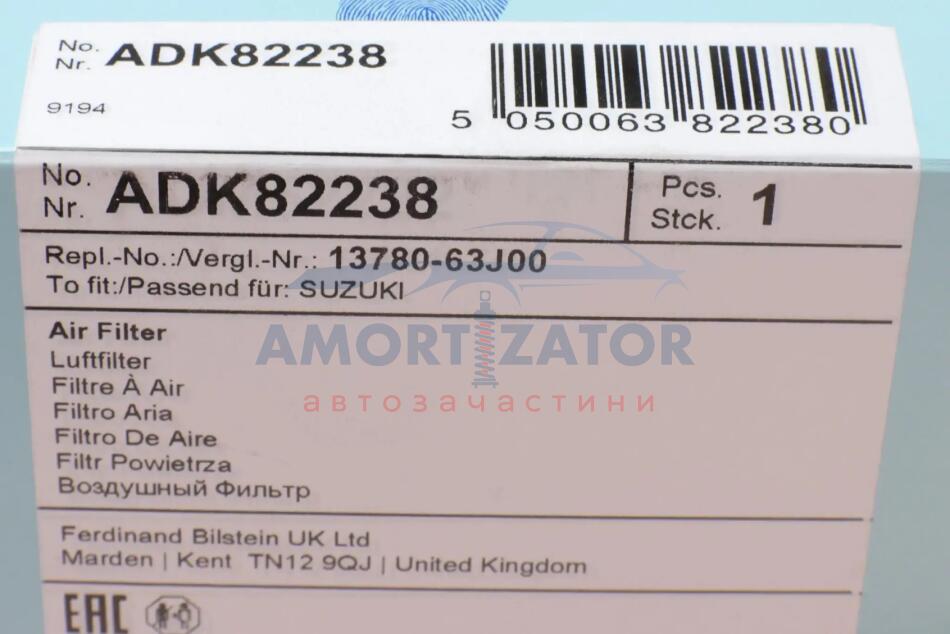 No.
Nr. ADK82238
9194
5 050063 822380
No.
Nr. ADK82238
Pcs.
Stck. 1
Repl.-No.:/Vergl.-Nr.: 13780-63J00
To fit:/Passend für: SUZUKI
AMORTIZATOR
автозачастини
Air Filter
Luftfilter
Filtre À Air
Filtro Aria
Filtro De Aire
Filtr Powietrza
Воздушный Фильтр
Ferdinand Bilstein UK Ltd
Marden | Kent TN12 9QJ | United Kingdom
EAC